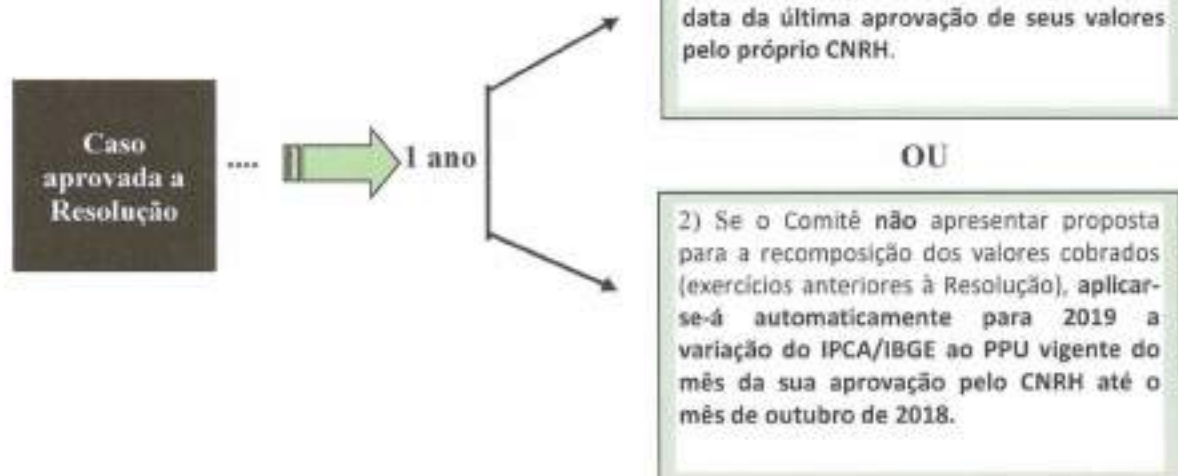 data da última aprovação de seus valores
pelo próprio CNRH.
Caso
aprovada a
Resolução
....
1 ano
OU
2) Se o Comitê não apresentar proposta
para a recomposição dos valores cobrados
(exercícios anteriores à Resolução), aplicar-
se-á automaticamente para 2019 a
variação do IPCA/IBGE ao PPU vigente do
mês da sua aprovação pelo CNRH até o
mês de outubro de 2018.